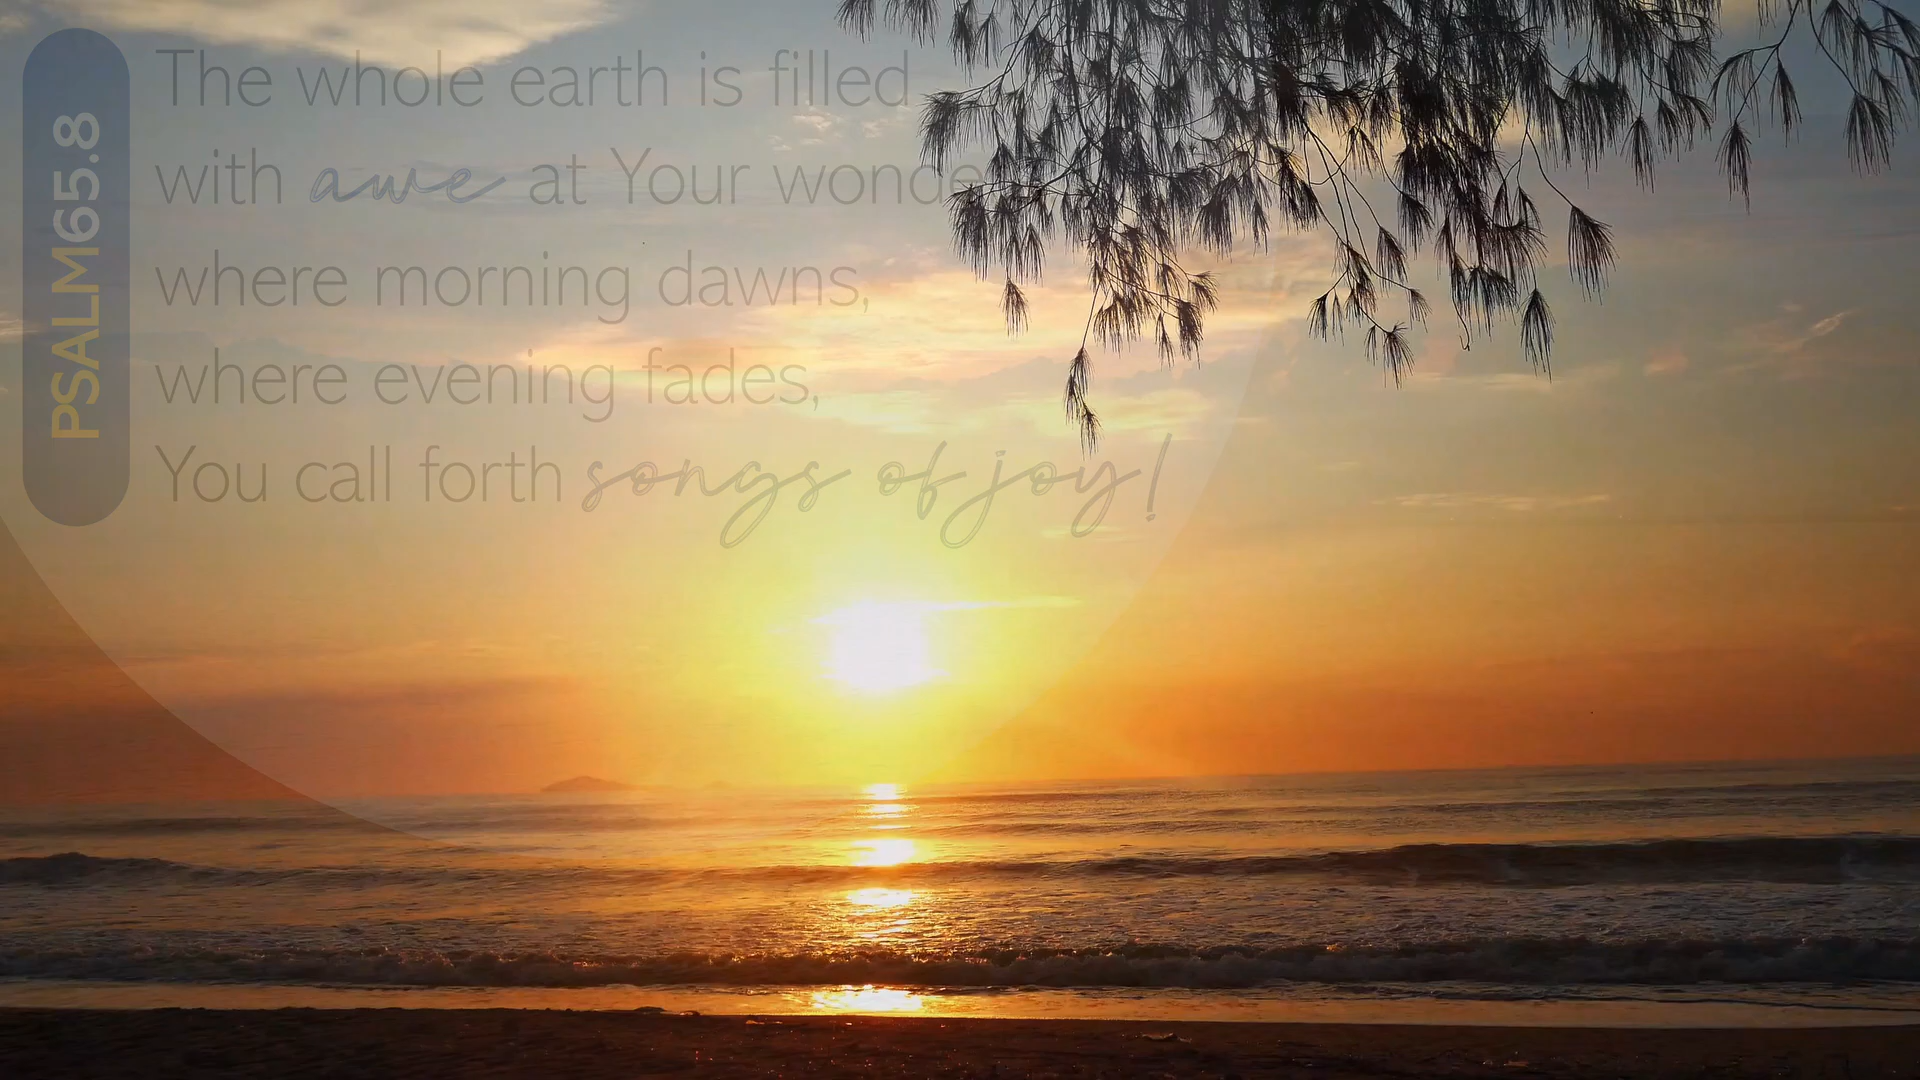 PSALM65.8
The whole earth is filled
with awe at Your wonde
where morning dawns,
where evening fades,
You call forth songs of joy!